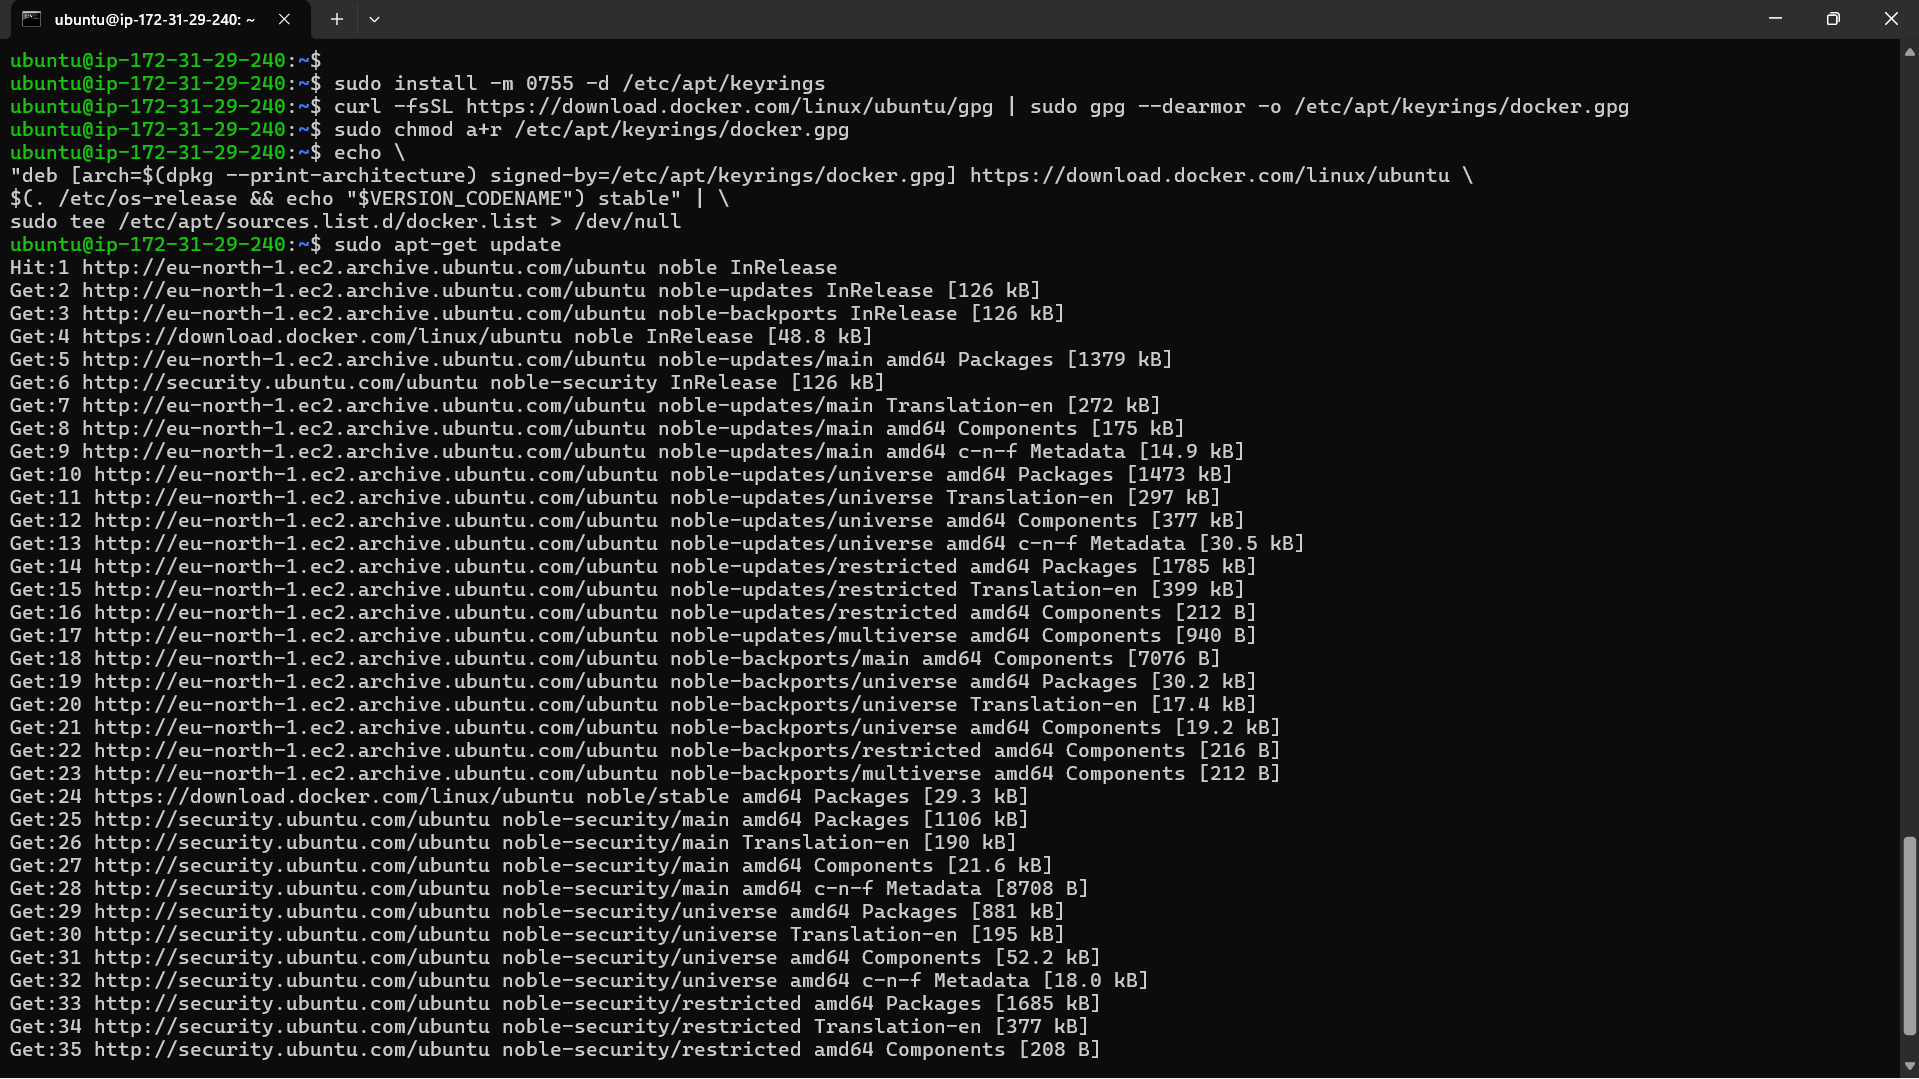 ubuntu@ip-172-31-29-240: ~
ubuntu@ip-172-31-29-240:~$
ubuntu@ip-172-31-29-240:~$ sudo install -m 0755 -d /etc/apt/keyrings
ubuntu@ip-172-31-29-240:~$ curl -fsSL https://download.docker.com/linux/ubuntu/gpg | sudo gpg --dearmor -o /etc/apt/keyrings/docker.gpg
ubuntu@ip-172-31-29-240:~$ sudo chmod a+r /etc/apt/keyrings/docker.gpg
ubuntu@ip-172-31-29-240:~$ echo \
"deb [arch=$(dpkg --print-architecture) signed-by=/etc/apt/keyrings/docker.gpg] https://download.docker.com/linux/ubuntu \
$(. /etc/os-release && echo "$VERSION_CODENAME") stable" | \
sudo tee /etc/apt/sources.list.d/docker.list > /dev/null
ubuntu@ip-172-31-29-240:~$ sudo apt-get update
Hit:1 http://eu-north-1.ec2.archive.ubuntu.com/ubuntu noble InRelease
Get:2 http://eu-north-1.ec2.archive.ubuntu.com/ubuntu noble-updates InRelease [126 kB]
Get:3 http://eu-north-1.ec2.archive.ubuntu.com/ubuntu noble-backports InRelease [126 kB]
Get:4 https://download.docker.com/linux/ubuntu noble InRelease [48.8 kB]
Get:5 http://eu-north-1.ec2.archive.ubuntu.com/ubuntu noble-updates/main amd64 Packages [1379 kB]
Get:6 http://security.ubuntu.com/ubuntu noble-security InRelease [126 kB]
Get:7 http://eu-north-1.ec2.archive.ubuntu.com/ubuntu noble-updates/main Translation-en [272 kB]
Get:8 http://eu-north-1.ec2.archive.ubuntu.com/ubuntu noble-updates/main amd64 Components [175 kB]
Get:9 http://eu-north-1.ec2.archive.ubuntu.com/ubuntu noble-updates/main amd64 c-n-f Metadata [14.9 kB]
Get:10 http://eu-north-1.ec2.archive.ubuntu.com/ubuntu noble-updates/universe amd64 Packages [1473 kB]
Get:11 http://eu-north-1.ec2.archive.ubuntu.com/ubuntu noble-updates/universe Translation-en [297 kB]
Get:12 http://eu-north-1.ec2.archive.ubuntu.com/ubuntu noble-updates/universe amd64 Components [377 kB]
Get:13 http://eu-north-1.ec2.archive.ubuntu.com/ubuntu noble-updates/universe amd64 c-n-f Metadata [30.5 kB]
Get:14 http://eu-north-1.ec2.archive.ubuntu.com/ubuntu noble-updates/restricted amd64 Packages [1785 kB]
Get:15 http://eu-north-1.ec2.archive.ubuntu.com/ubuntu noble-updates/restricted Translation-en [399 kB]
Get:16 http://eu-north-1.ec2.archive.ubuntu.com/ubuntu noble-updates/restricted amd64 Components [212 B]
Get:17 http://eu-north-1.ec2.archive.ubuntu.com/ubuntu noble-updates/multiverse amd64 Components [940 B]
Get:18 http://eu-north-1.ec2.archive.ubuntu.com/ubuntu noble-backports/main amd64 Components [7076 B]
Get:19 http://eu-north-1.ec2.archive.ubuntu.com/ubuntu noble-backports/universe amd64 Packages [30.2 kB]
Get:20 http://eu-north-1.ec2.archive.ubuntu.com/ubuntu noble-backports/universe Translation-en [17.4 kB]
Get:21 http://eu-north-1.ec2.archive.ubuntu.com/ubuntu noble-backports/universe amd64 Components [19.2 kB]
Get:22 http://eu-north-1.ec2.archive.ubuntu.com/ubuntu noble-backports/restricted amd64 Components [216 B]
Get:23 http://eu-north-1.ec2.archive.ubuntu.com/ubuntu noble-backports/multiverse amd64 Components [212 B]
Get:24 https://download.docker.com/linux/ubuntu noble/stable amd64 Packages [29.3 kB]
Get:25 http://security.ubuntu.com/ubuntu noble-security/main amd64 Packages [1106 kB]
Get:26 http://security.ubuntu.com/ubuntu noble-security/main Translation-en [190 kB]
Get:27 http://security.ubuntu.com/ubuntu noble-security/main amd64 Components [21.6 kB]
Get:28 http://security.ubuntu.com/ubuntu noble-security/main amd64 c-n-f Metadata [8708 B]
Get:29 http://security.ubuntu.com/ubuntu noble-security/universe amd64 Packages [881 kB]
Get:30 http://security.ubuntu.com/ubuntu noble-security/universe Translation-en [195 kB]
Get:31 http://security.ubuntu.com/ubuntu noble-security/universe amd64 Components [52.2 kB]
Get:32 http://security.ubuntu.com/ubuntu noble-security/universe amd64 c-n-f Metadata [18.0 kB]
Get:33 http://security.ubuntu.com/ubuntu noble-security/restricted amd64 Packages [1685 kB]
Get:34 http://security.ubuntu.com/ubuntu noble-security/restricted Translation-en [377 kB]
Get:35 http://security.ubuntu.com/ubuntu noble-security/restricted amd64 Components [208 B]